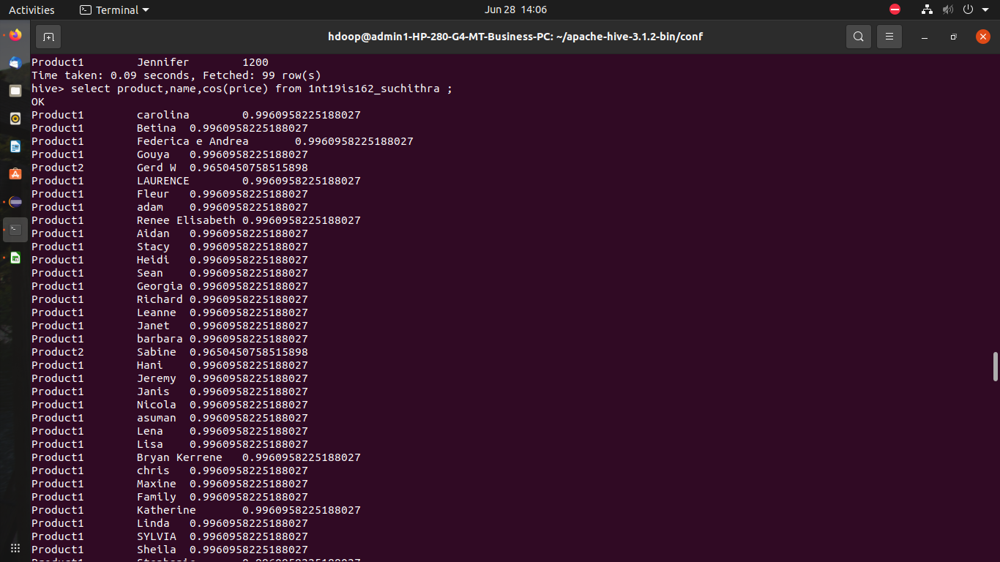 Activities Terminal Jun 28 14:06
hdoop@admin1-HP-280-G4-MT-Business-PC: ~/apache-hive-3.1.2-bin/conf
Product1 Jennifer 1200
Time taken: 0.09 seconds, Fetched: 99 row(s)
hive> select product,name,cos(price) from 1nt19is162_suchithra ;
OK
Product1 carolina 0.9960958225188027
Product1 Betina 0.9960958225188027
Product1 Federica e Andrea 0.9960958225188027
Product1 Gouya 0.9960958225188027
Product2 Gerd W 0.9650450758515898
Product1 LAURENCE 0.9960958225188027
Product1 Fleur 0.9960958225188027
Product1 adam 0.9960958225188027
Product1 Renee Elisabeth 0.9960958225188027
Product1 Aidan 0.9960958225188027
Product1 Stacy 0.9960958225188027
Product1 Heidi 0.9960958225188027
Product1 Sean 0.9960958225188027
Product1 Georgia 0.9960958225188027
Product1 Richard 0.9960958225188027
Product1 Leanne 0.9960958225188027
Product1 Janet 0.9960958225188027
Product1 barbara 0.9960958225188027
Product2 Sabine 0.9650450758515898
Product1 Hani 0.9960958225188027
Product1 Jeremy 0.9960958225188027
Product1 Janis 0.9960958225188027
Product1 Nicola 0.9960958225188027
Product1 asuman 0.9960958225188027
Product1 Lena 0.9960958225188027
Product1 Lisa 0.9960958225188027
Product1 Bryan Kerrene 0.9960958225188027
Product1 chris 0.9960958225188027
Product1 Maxine 0.9960958225188027
Product1 Family 0.9960958225188027
Product1 Katherine 0.9960958225188027
Product1 Linda 0.9960958225188027
Product1 SYLVIA 0.9960958225188027
Product1 Sheila 0.9960958225188027